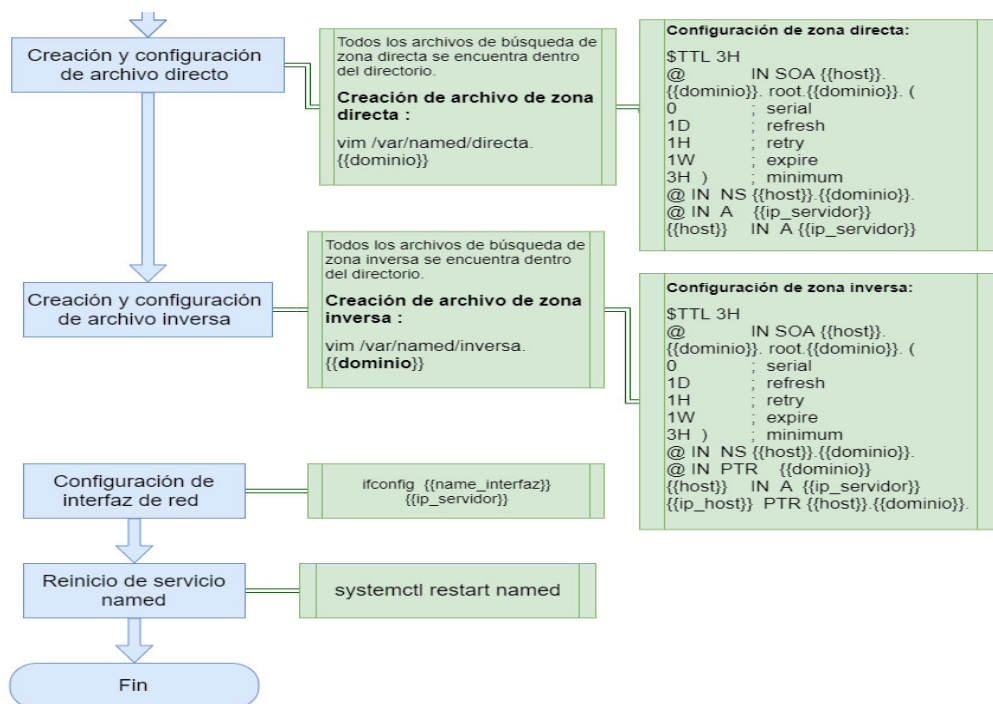 Creación y configuración
de archivo directo
Todos los archivos de búsqueda de
zona directa se encuentra dentro
del directorio.
Creación de archivo de zona
directa :
vim /var/named/directa.
{{dominio}}
Configuración de zona directa:
$TTL 3H
@ IN SOA {{host}}.
{{dominio}}. root.{{dominio}}. (
0 ; serial
1D ; refresh
1H ; retry
1W ; expire
3H ) ; minimum
@ IN NS {{host}}.{{dominio}}.
@ IN A {{ip_servidor}}
{{host}} IN A {{ip_servidor}}
Creación y configuración
de archivo inversa
Todos los archivos de búsqueda de
zona inversa se encuentra dentro
del directorio.
Creación de archivo de zona
inversa :
vim /var/named/inversa.
{{dominio}}
Configuración de zona inversa:
$TTL 3H
@ IN SOA {{host}}.
{{dominio}}. root.{{dominio}}. (
0 ; serial
1D ; refresh
1H ; retry
1W ; expire
3H ) ; minimum
@ IN NS {{host}}.{{dominio}}.
@ IN PTR {{dominio}}
{{host}} IN A {{ip_servidor}}
{{ip_host}} PTR {{host}}.{{dominio}}.
Configuración de
interfaz de red
ifconfig {{name_interfaz}}
{{ip_servidor}}
Reinicio de servicio
named
systemctl restart named
Fin